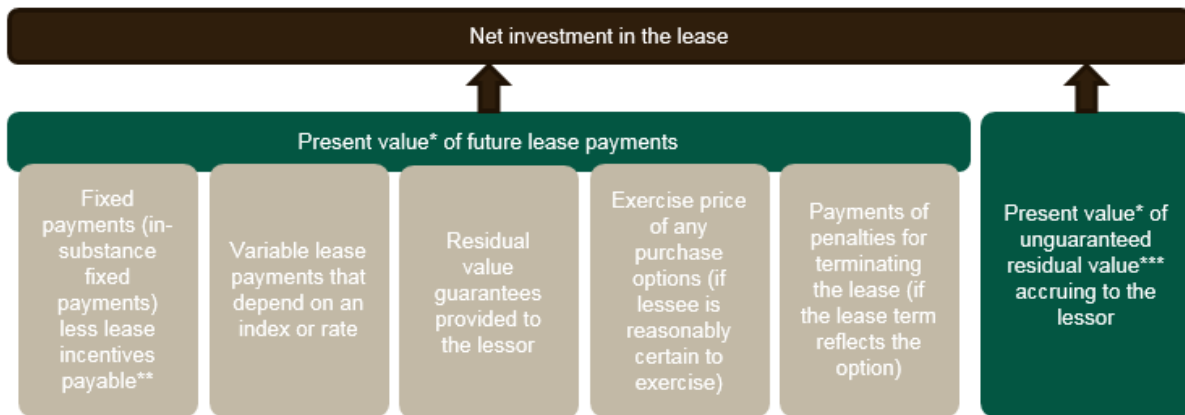 Net investment in the lease
Present value* of future lease payments
Fixed
payments (in-
substance
fixed
payments)
less lease
incentives
payable**
Variable lease
payments that
depend on an
index or rate
Residual
value
guarantees
provided to
the lessor
Exercise price
of any
purchase
options (if
lessee is
reasonably
certain to
exercise)
Payments of
penalties for
terminating
the lease (if
the lease term
reflects the
option)
Present value* of
unguaranteed
residual value***
accruing to the
lessor